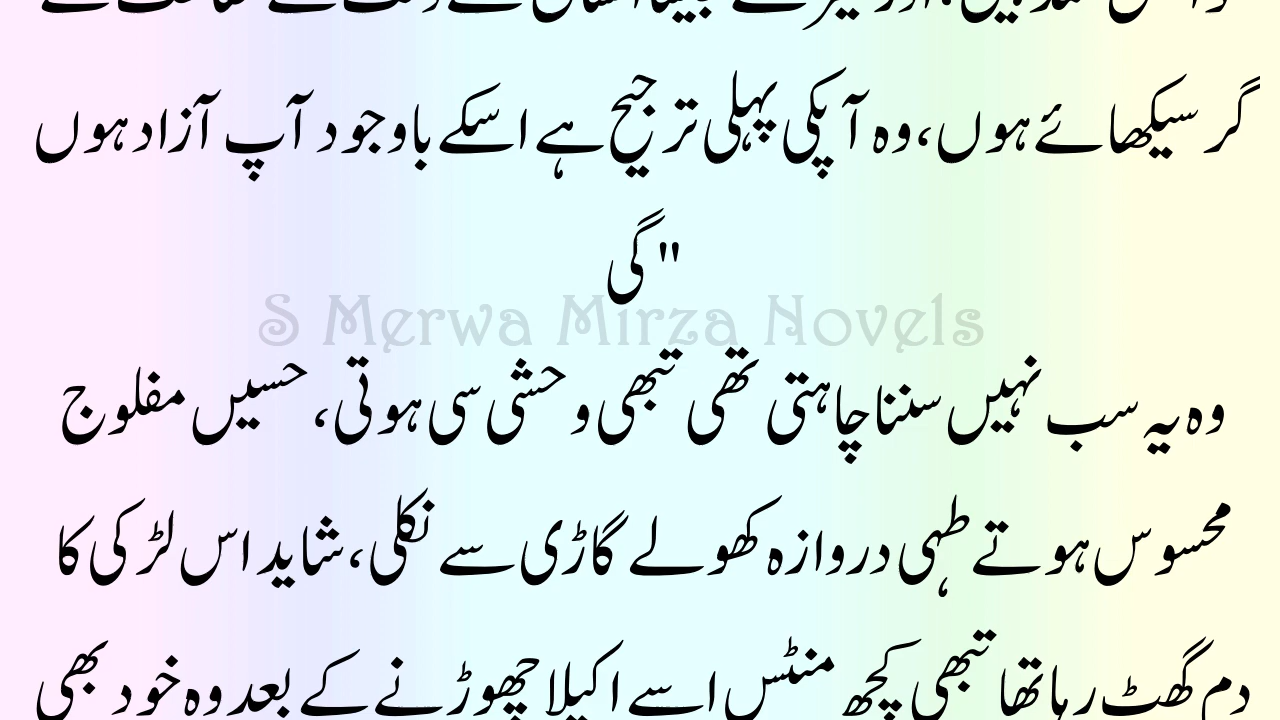 گر سیکھائے ہوں، وہ آپکی پہلی ترجیح ہے اسکے باوجود آپ آزاد ہوں
گی"
S Merwa Mirza Novels
وہ یہ سب نہیں سننا چاہتی تھی تبھی وحشی سی ہوتی، حسیں مفلوج
محسوس ہوتے طہی دروازہ کھولے گاڑی سے نکلی، شاید اس لڑکی کا
دم گھٹ رہا تھا تبھی کچھ منٹس اسے اکیلا چھوڑنے کے بعد وہ خود بھی